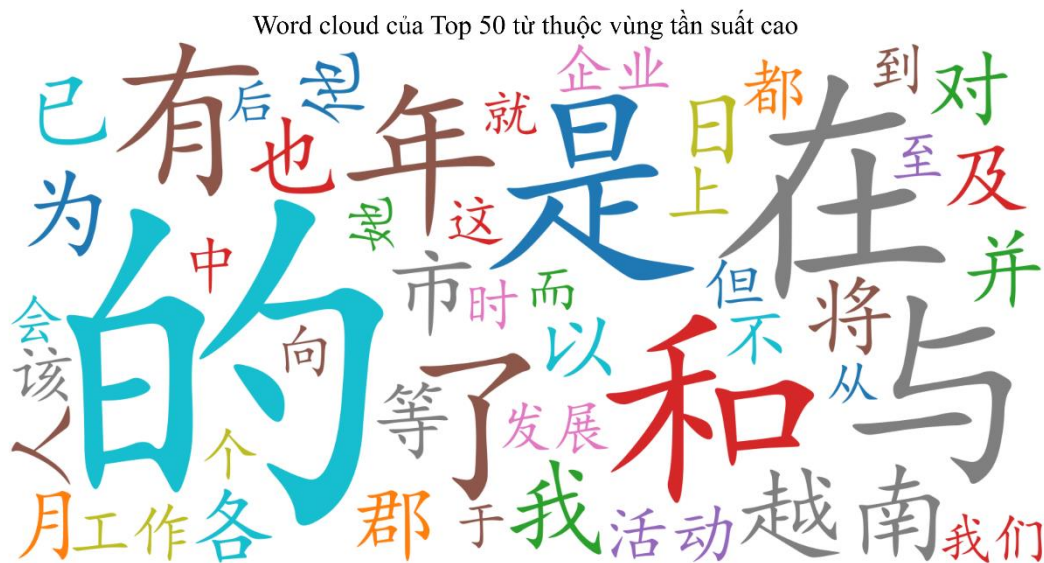 Word cloud của Top 50 từ thuộc vùng tần suất cao
已
有
后
他
年
就
企业
都
到
对
也
是
日
在
至
及
为
的
中
她
这
上
市
时
而
但
并
会
该
向
以
不
将
与
和
从
人
等
了
发展
个
月
工作
各
郡
于
我
活动
越南
我们